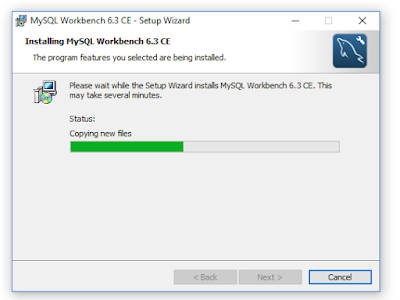 MySQL Workbench 6.3 CE - Setup Wizard
Installing MySQL Workbench 6.3 CE
The program features you selected are being installed.
Please wait while the Setup Wizard installs MySQL Workbench 6.3 CE. This
may take several minutes.
Status:
Copying new files
< Back Next > Cancel